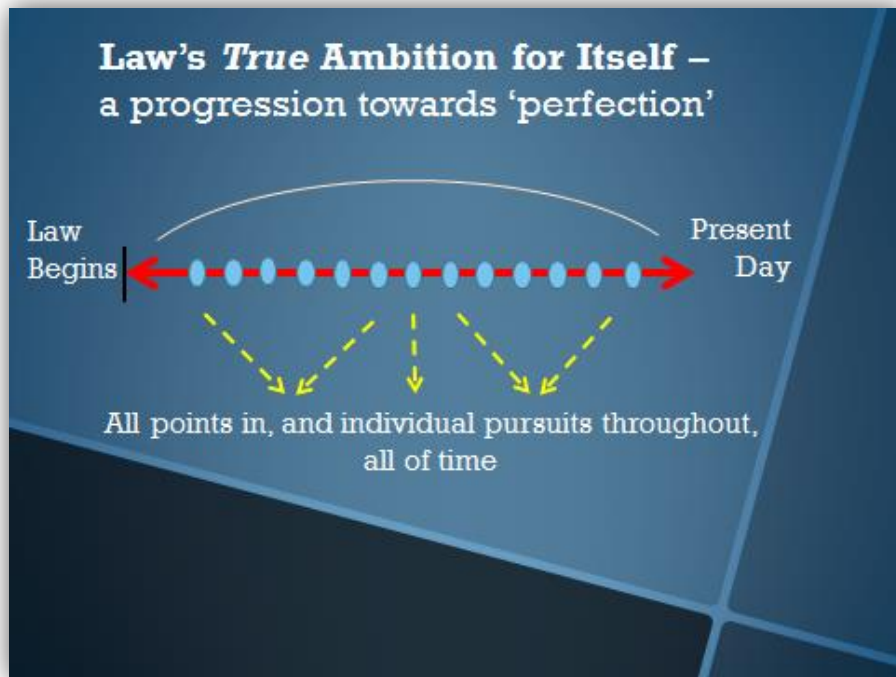 Law's True Ambition for Itself –
a progression towards 'perfection'
Law
Begins
Present
Day
All points in, and individual pursuits throughout,
all of time